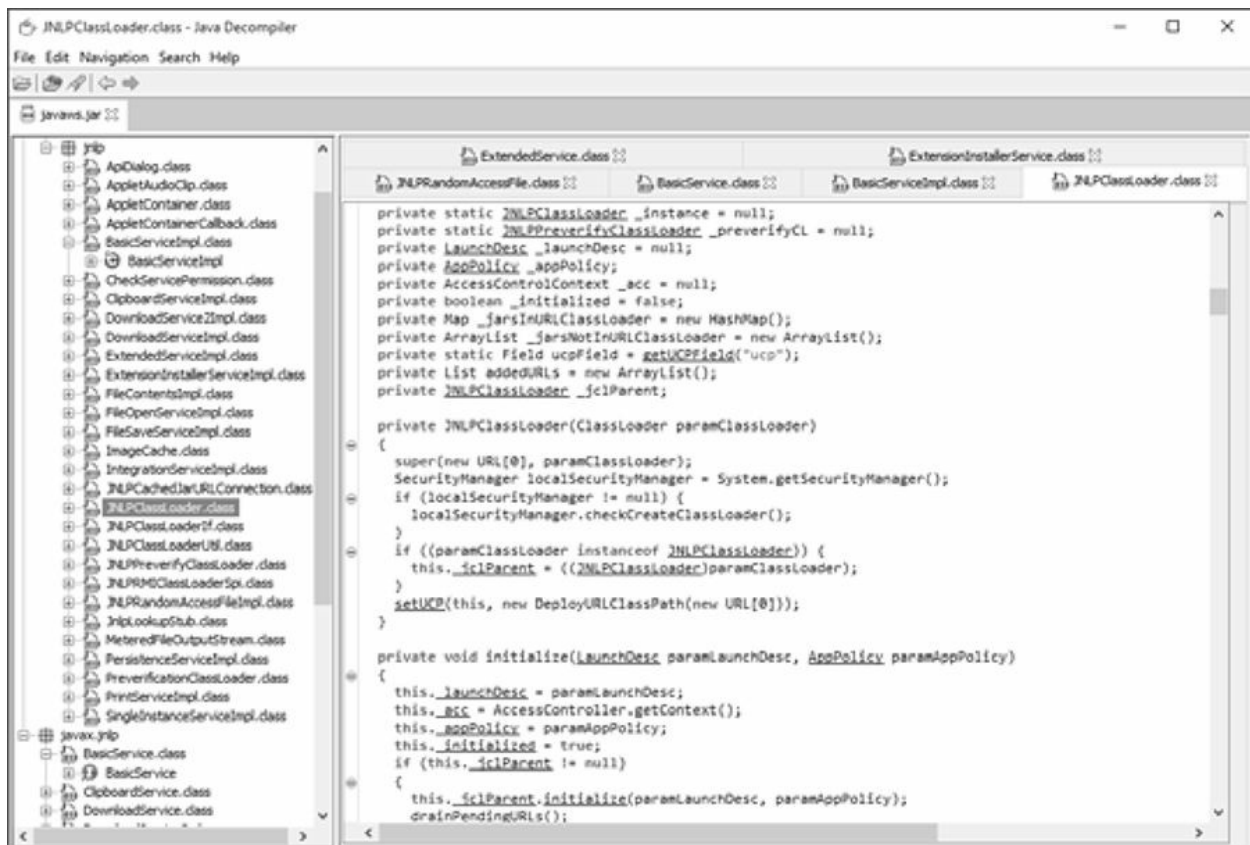 JNLPClassLoader.class - Java Decompiler
File Edit Navigation Search Help
javaws.jar
jnlp
ApiDialog.class
AppletAudioClip.class
AppletContainer.class
AppletContainerCallback.class
BasicServiceImpl.class
BasicServiceImpl
CheckServicePermission.class
ClipboardServiceImpl.class
DownloadService2Impl.class
DownloadServiceImpl.class
ExtendedServiceImpl.class
ExtensionInstallerServiceImpl.class
FileContentsImpl.class
FileOpenServiceImpl.class
FileSaveServiceImpl.class
ImageCache.class
IntegrationServiceImpl.class
JNLPCachedJarURLConnection.class
JNLPClassLoader.class
JNLPClassLoaderIf.class
JNLPClassLoaderUtil.class
JNLPPreverifyClassLoader.class
JNLPRMIClassLoaderSpi.class
JNLPRandomAccessFileImpl.class
JnlpLookupStub.class
MeteredFileOutputStream.class
PersistenceServiceImpl.class
PreverificationClassLoader.class
PrintServiceImpl.class
SingleInstanceServiceImpl.class
javax.jnlp
BasicService.class
BasicService
ClipboardService.class
DownloadService.class
ExtendedService.class ExtensionInstallerService.class
JNLPRandomAccessFile.class BasicService.class BasicServiceImpl.class JNLPClassLoader.class
private static JNLPClassLoader _instance = null;
private static JNLPPreverifyClassLoader _preverifyCL = null;
private LaunchDesc _launchDesc = null;
private AppPolicy _appPolicy;
private AccessControlContext _acc = null;
private boolean _initialized = false;
private Map _jarsInURLClassLoader = new HashMap();
private ArrayList _jarsNotInURLClassLoader = new ArrayList();
private static Field ucpField = getUCPField("ucp");
private List addedURLs = new ArrayList();
private JNLPClassLoader _jclParent;
private JNLPClassLoader(ClassLoader paramClassLoader)
{
super(new URL[0], paramClassLoader);
SecurityManager localSecurityManager = System.getSecurityManager();
if (localSecurityManager != null) {
localSecurityManager.checkCreateClassLoader();
}
if ((paramClassLoader instanceof JNLPClassLoader)) {
this._jclParent = ((JNLPClassLoader)paramClassLoader);
}
setUCP(this, new DeployURLClassPath(new URL[0]));
}
private void initialize(LaunchDesc paramLaunchDesc, AppPolicy paramAppPolicy)
{
this._launchDesc = paramLaunchDesc;
this._acc = AccessController.getContext();
this._appPolicy = paramAppPolicy;
this._initialized = true;
if (this._jclParent != null)
{
this._jclParent.initialize(paramLaunchDesc, paramAppPolicy);
drainPendingURLs();